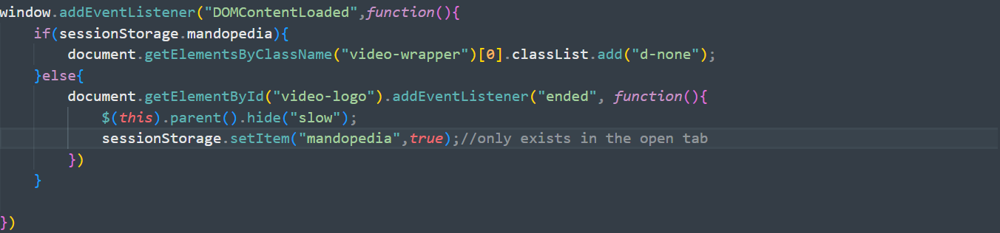 window.addEventListener("DOMContentLoaded",function(){
    if(sessionStorage.mandopedia){
        document.getElementsByClassName("video-wrapper")[0].classList.add("d-none");
    }else{
        document.getElementById("video-logo").addEventListener("ended", function(){
            $(this).parent().hide("slow");
            sessionStorage.setItem("mandopedia",true);//only exists in the open tab
        })
    }

})